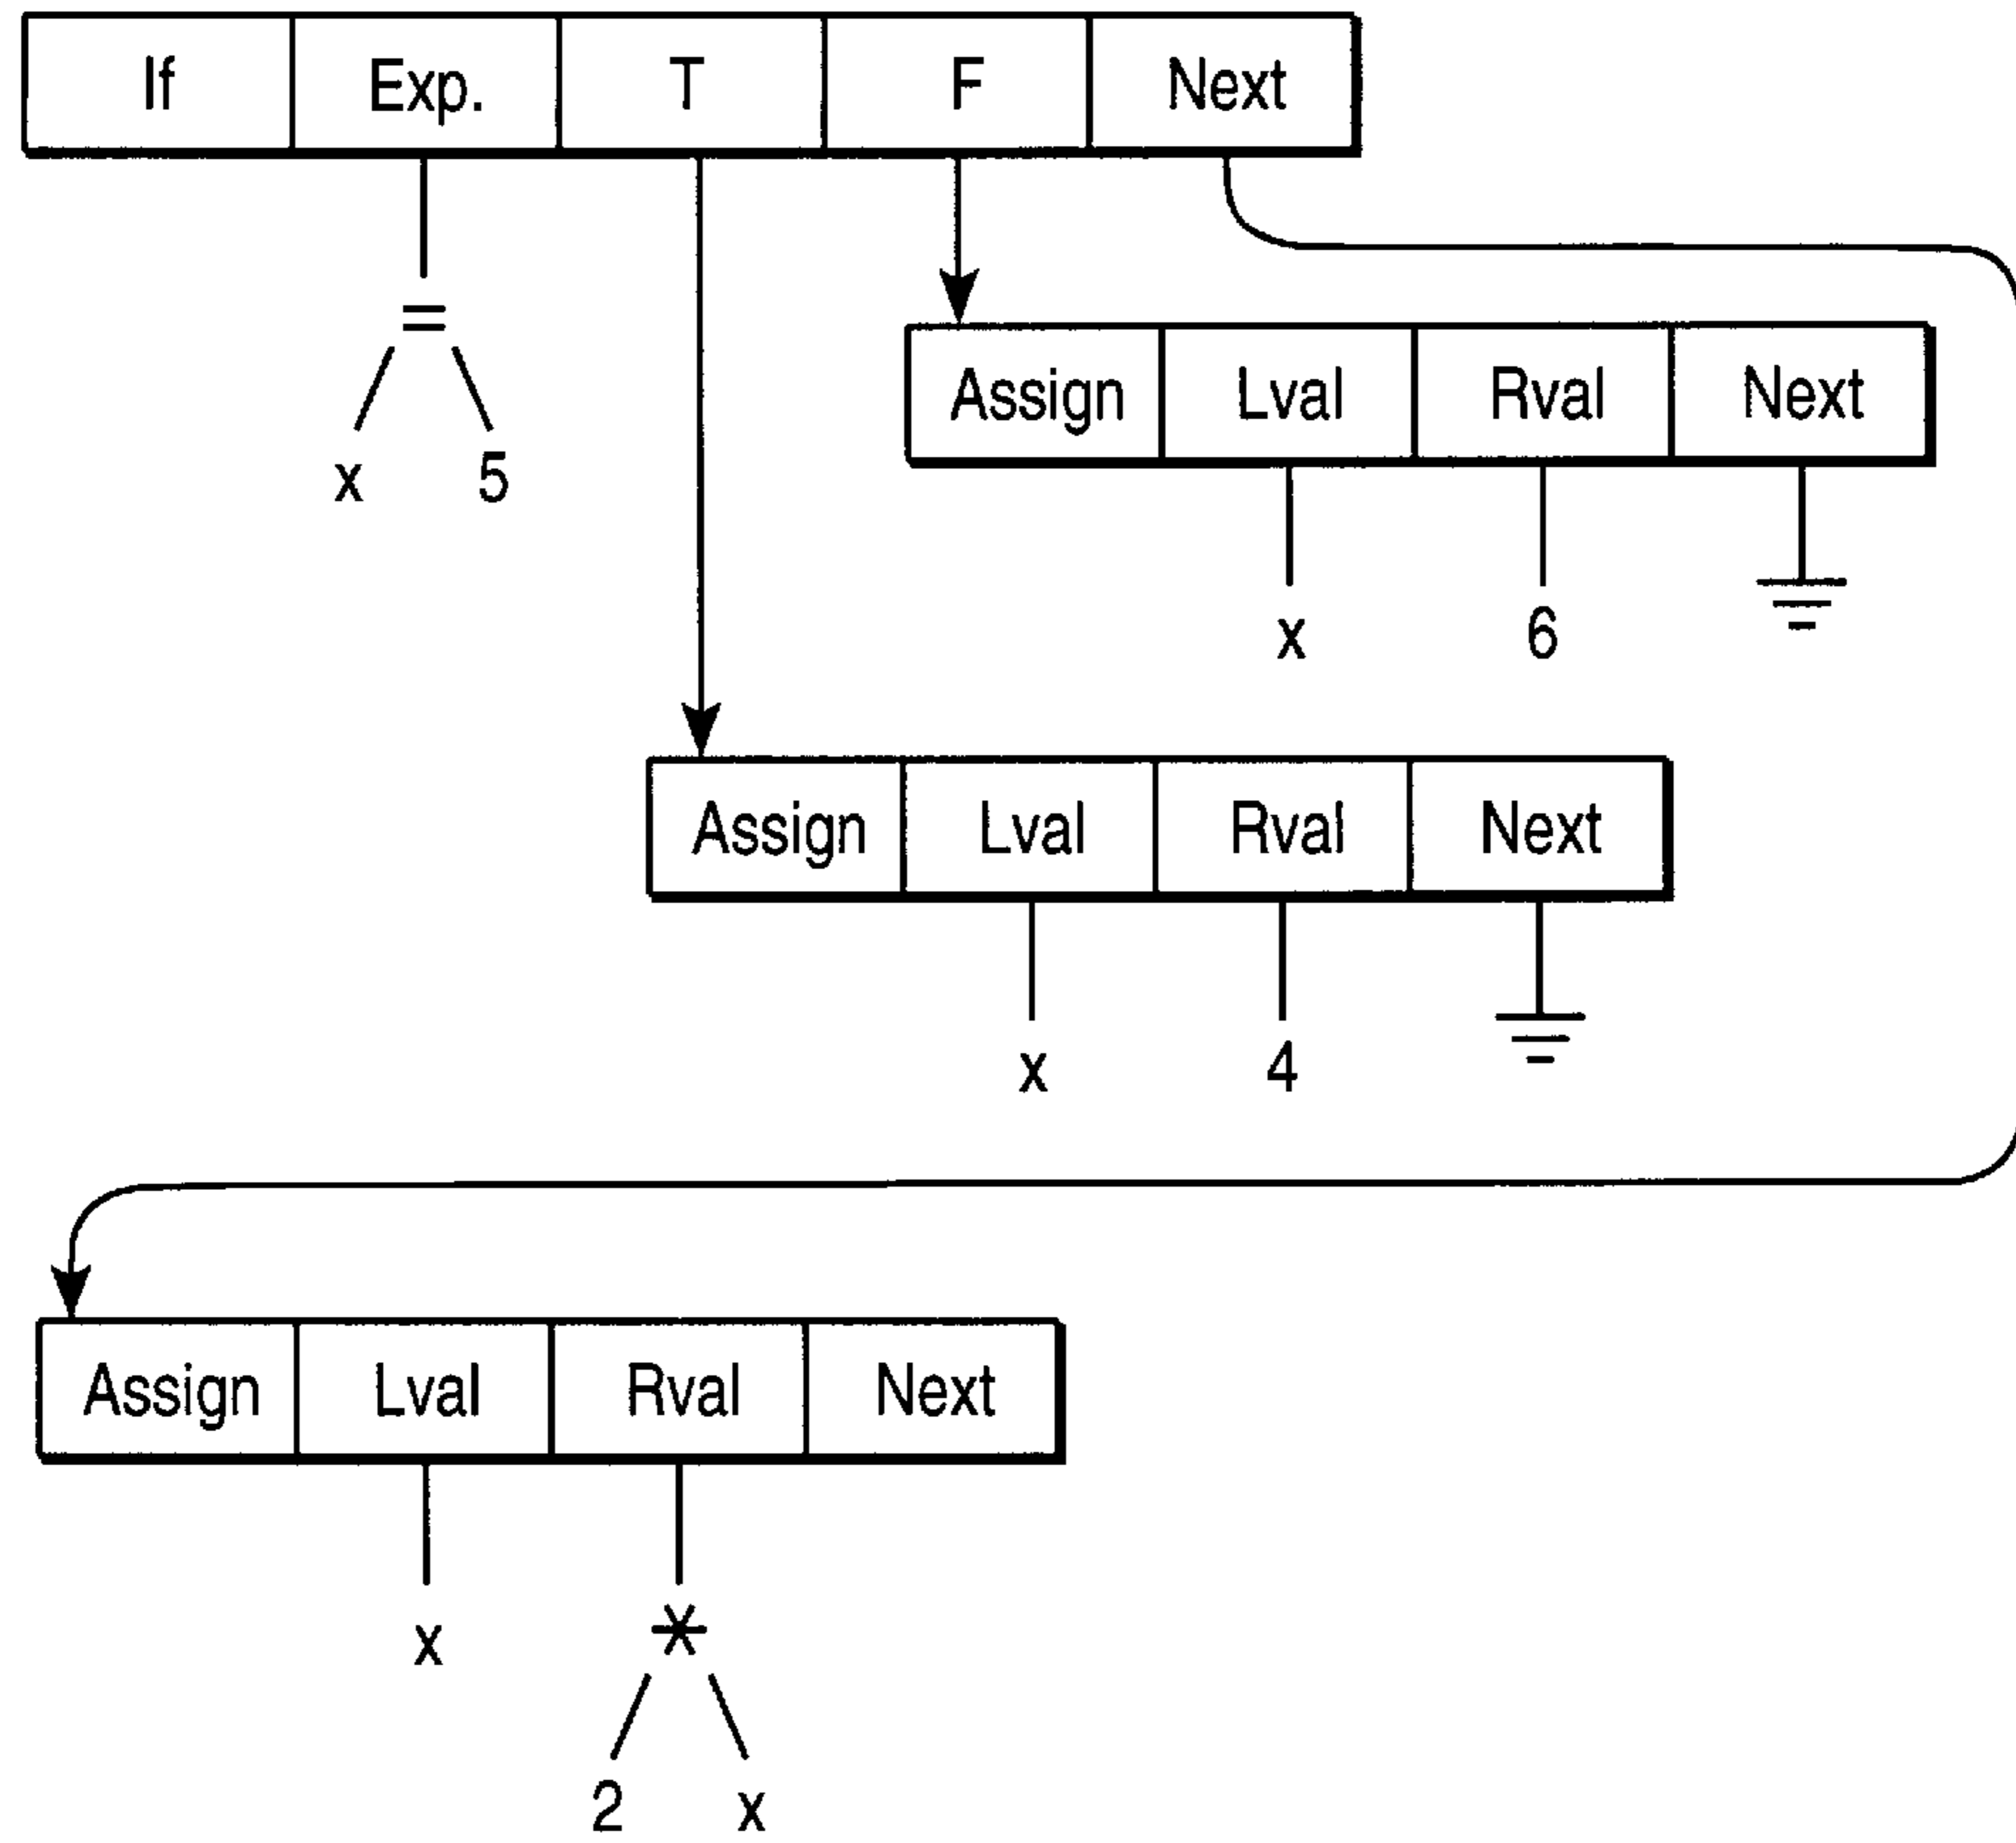 If Exp. T F Next
=
x 5
Assign Lval Rval Next
x 6
Assign Lval Rval Next
x 4
Assign Lval Rval Next
x *
2 x